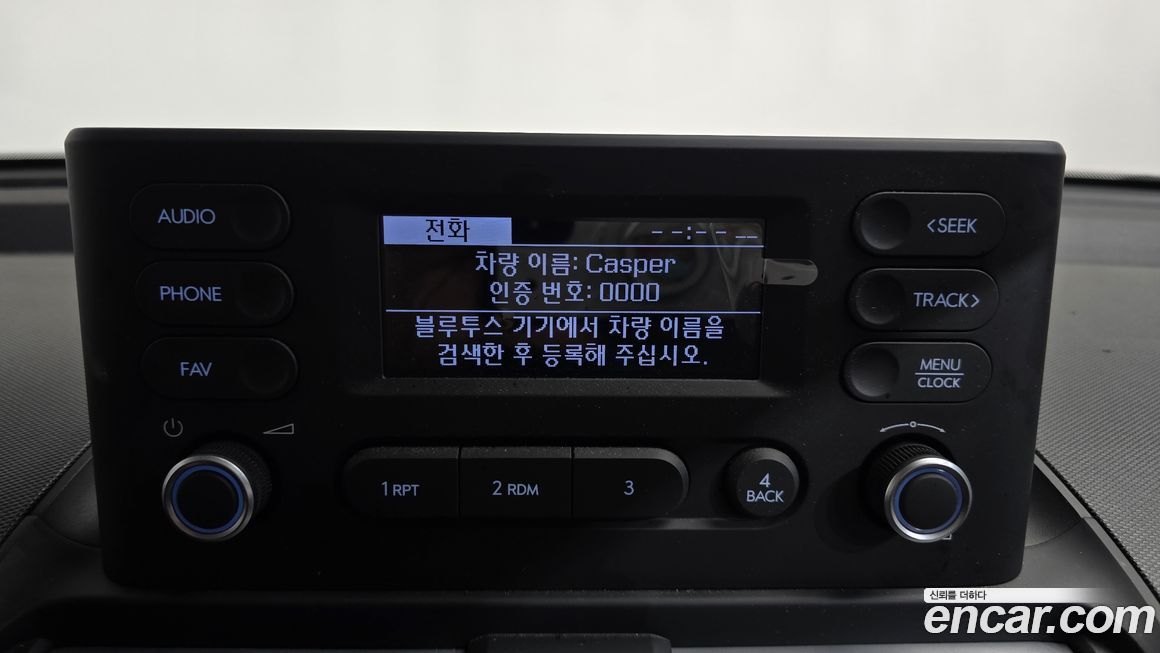 AUDIO
PHONE
FAV
전화
--:-- --
차량 이름: Casper
인증 번호: 0000
블루투스 기기에서 차량 이름을
검색한 후 등록해 주십시오.
<SEEK
TRACK>
MENU
CLOCK
1 RPT
2 RDM
3
4
BACK
신뢰를 더하다
encar.com